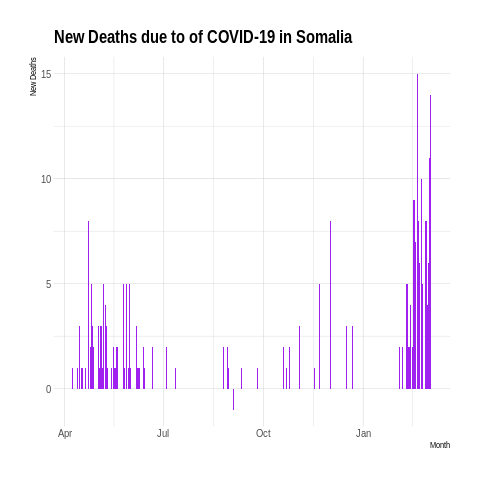 New Deaths due to of COVID-19 in Somalia
New Deaths
15
10
5
0
Apr Jul Oct Jan
Month